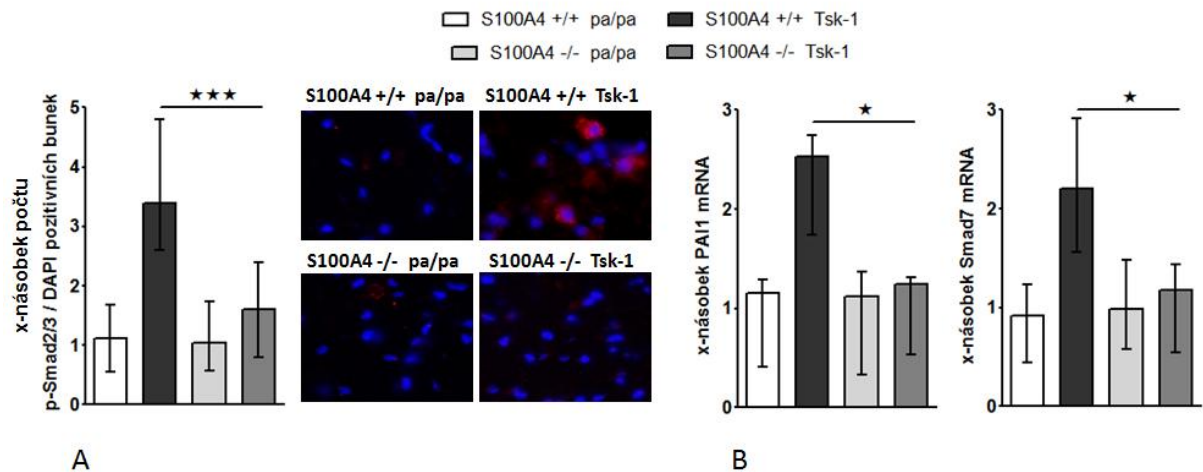 S100A4 +/+ pa/pa
S100A4 +/+ Tsk-1
S100A4 -/- pa/pa
S100A4 -/- Tsk-1
x-násobek počtu
p-Smad2/3 / DAPI pozitivních bunek
5
4
3
2
1
0
★★★
S100A4 +/+ pa/pa
S100A4 +/+ Tsk-1
S100A4 -/- pa/pa
S100A4 -/- Tsk-1
x-násobek PAI1 mRNA
3
2
1
0
★
x-násobek Smad7 mRNA
3
2
1
0
★
A
B